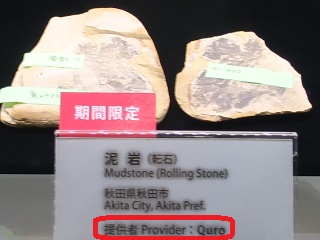 期間限定
泥岩（転石）
Mudstone (Rolling Stone)
秋田県秋田市
Akita City, Akita Pref.
提供者 Provider：Quro